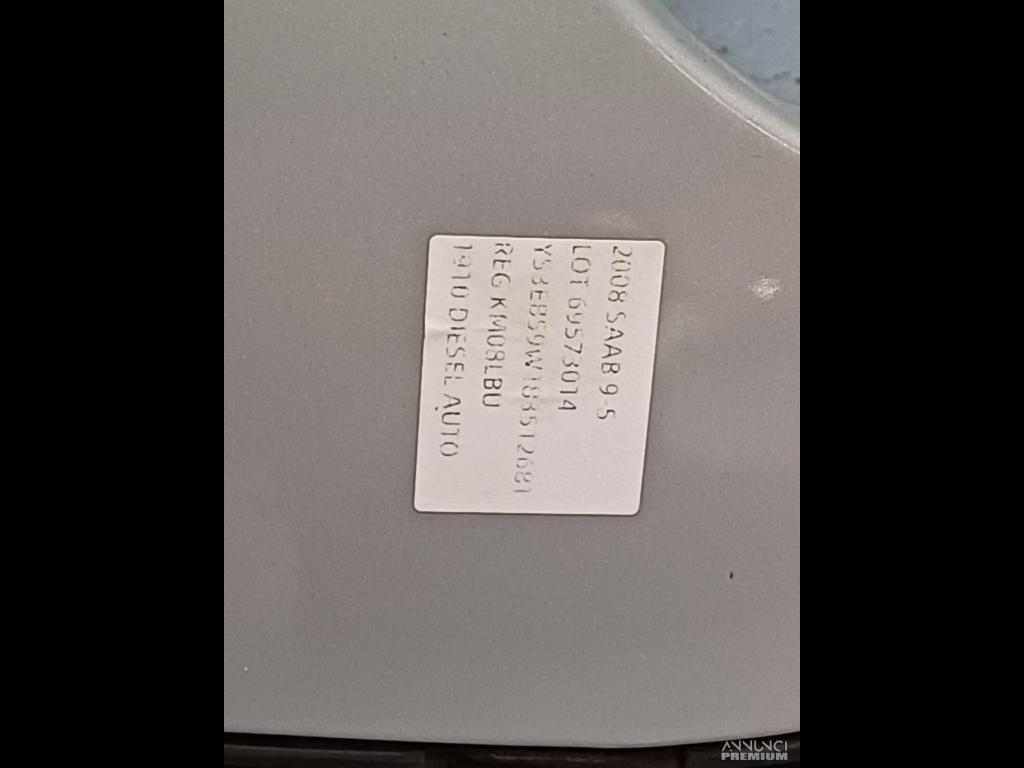 2008 SAAB 9-5
LOT 69573014
YS3EB59W183512681
REG KM08LBU
1910 DIESEL AUTO
ANNUNCI
PREMIUM